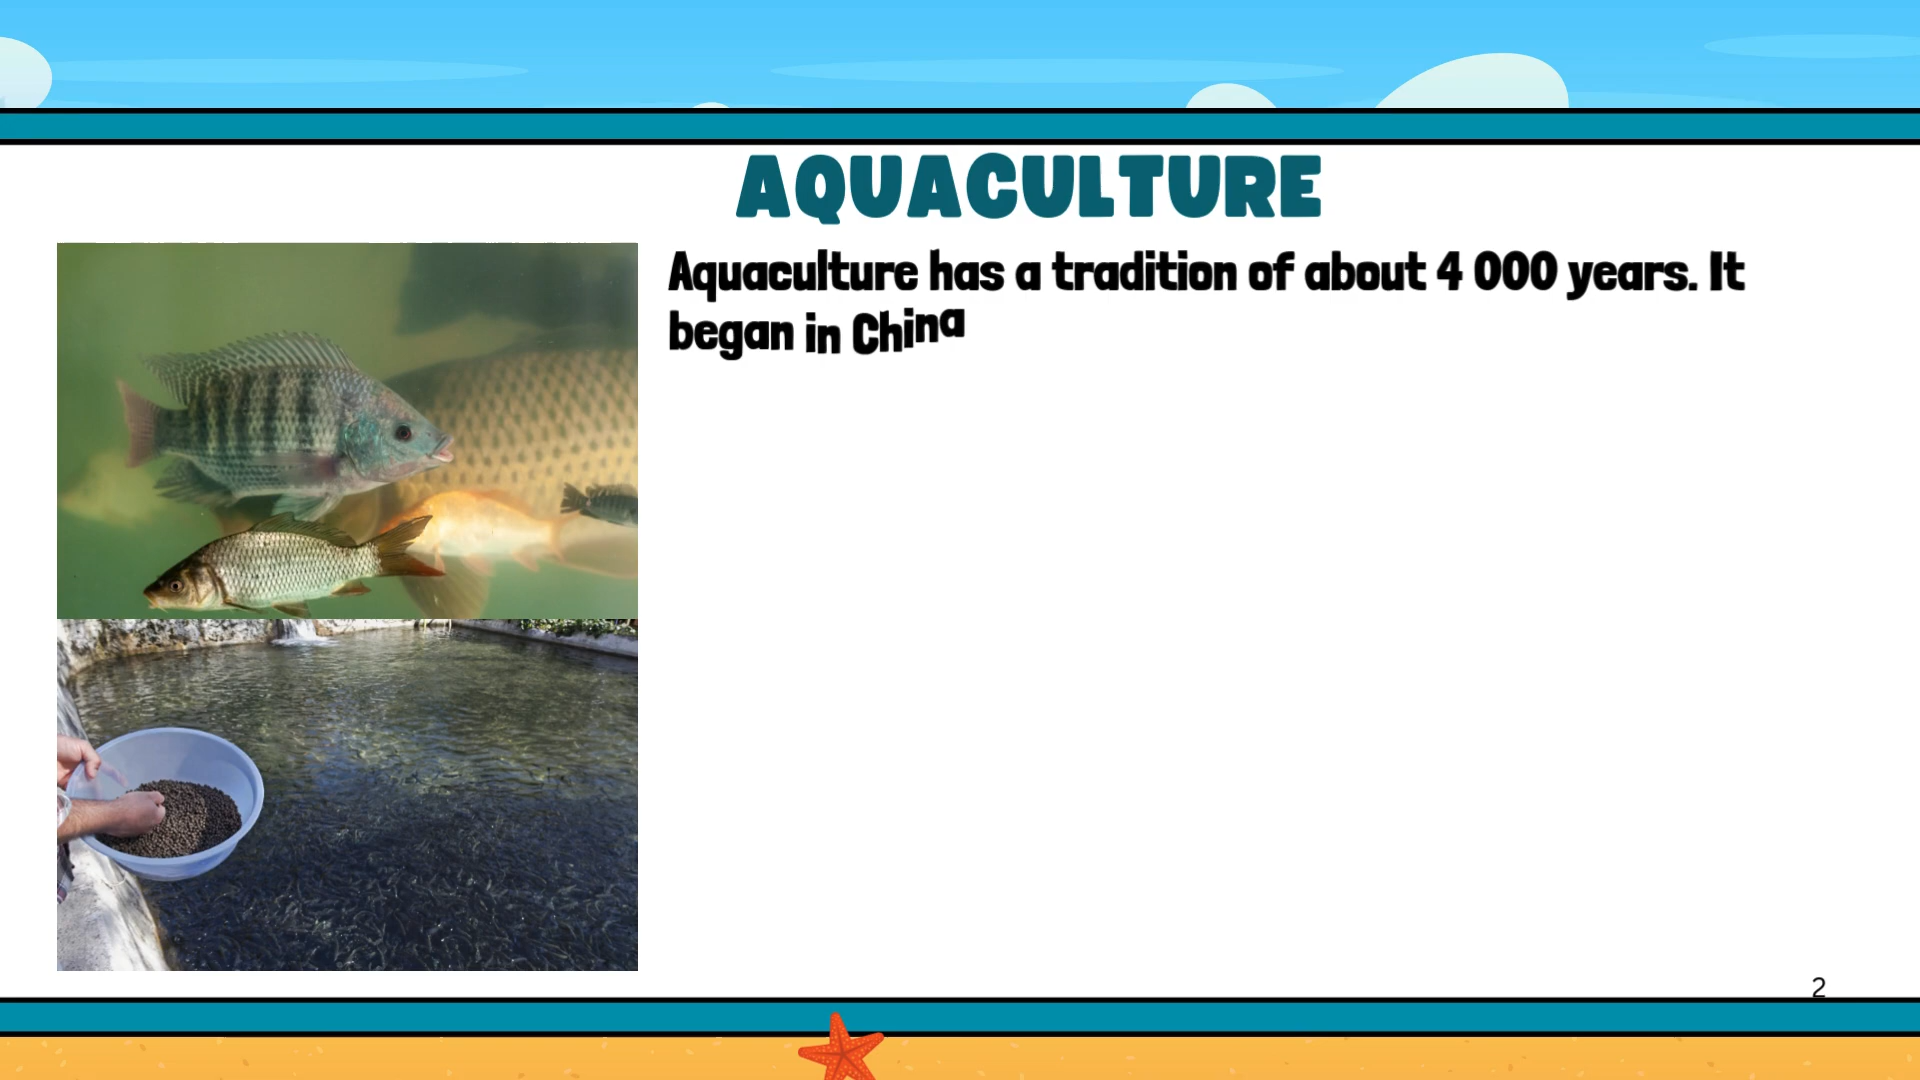 AQUACULTURE
Aquaculture has a tradition of about 4 000 years. It
began in China
2